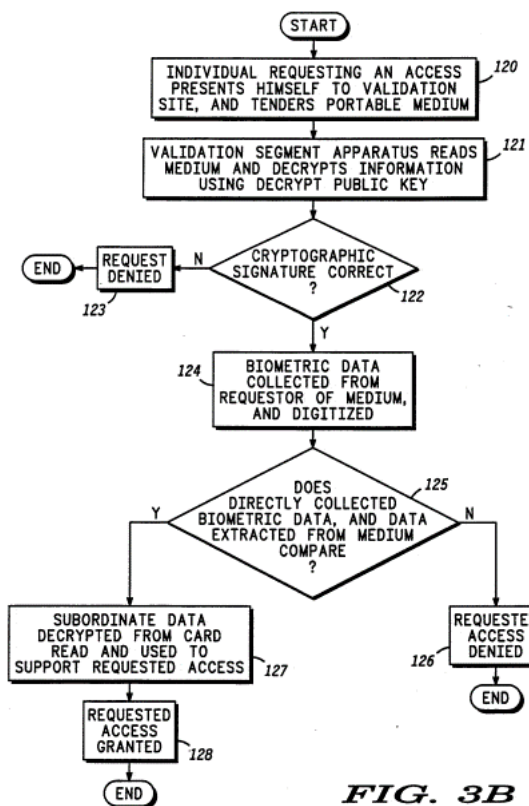 START
INDIVIDUAL REQUESTING AN ACCESS
PRESENTS HIMSELF TO VALIDATION
SITE, AND TENDERS PORTABLE MEDIUM
120
VALIDATION SEGMENT APPARATUS READS
MEDIUM AND DECRYPTS INFORMATION
USING DECRYPT PUBLIC KEY
121
CRYPTOGRAPHIC
SIGNATURE CORRECT
?
122
N
REQUEST
DENIED
123
END
Y
BIOMETRIC DATA
COLLECTED FROM
REQUESTOR OF MEDIUM,
AND DIGITIZED
124
DOES
DIRECTLY COLLECTED
BIOMETRIC DATA, AND DATA
EXTRACTED FROM MEDIUM
COMPARE
?
125
Y
N
SUBORDINATE DATA
DECRYPTED FROM CARD
READ AND USED TO
SUPPORT REQUESTED ACCESS
127
REQUESTED
ACCESS
GRANTED
128
END
REQUESTE
ACCESS
DENIED
126
END
FIG. 3B